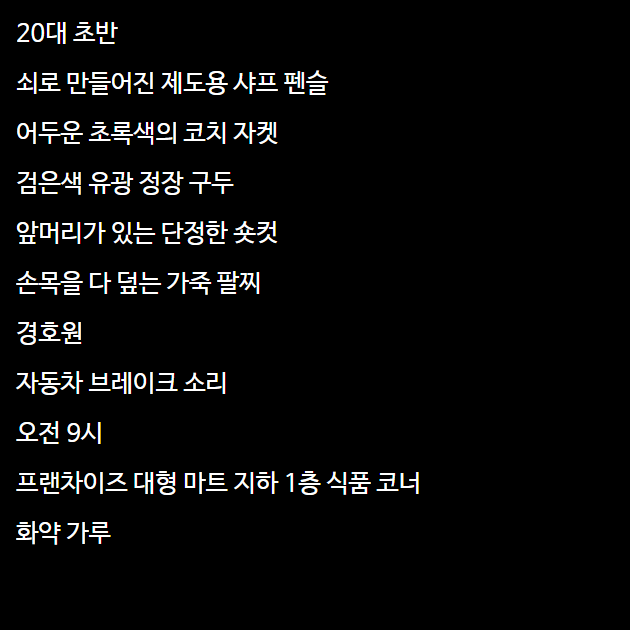 20대 초반
쇠로 만들어진 제도용 샤프 펜슬
어두운 초록색의 코치 자켓
검은색 유광 정장 구두
앞머리가 있는 단정한 숏컷
손목을 다 덮는 가죽 팔찌
경호원
자동차 브레이크 소리
오전 9시
프랜차이즈 대형 마트 지하 1층 식품 코너
화약 가루